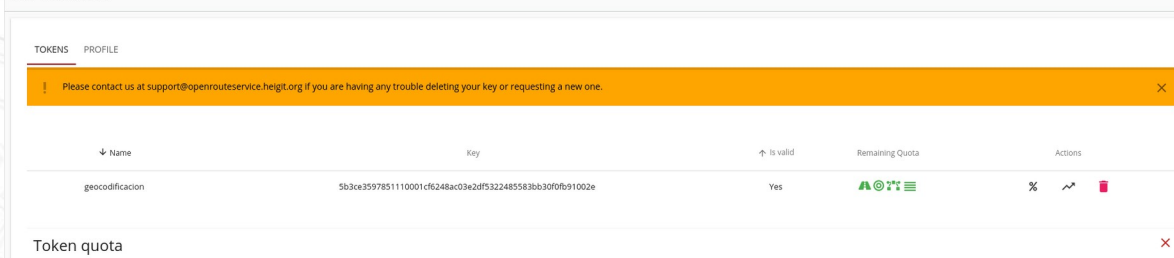 TOKENS PROFILE
Please contact us at support@openrouteservice.heigit.org if you are having any trouble deleting your key or requesting a new one.
Name Key Is valid Remaining Quota Actions
geocodificacion 5b3ce3597851110001cf6248ac03e2df5322485583bb30f0fb91002e Yes
Token quota